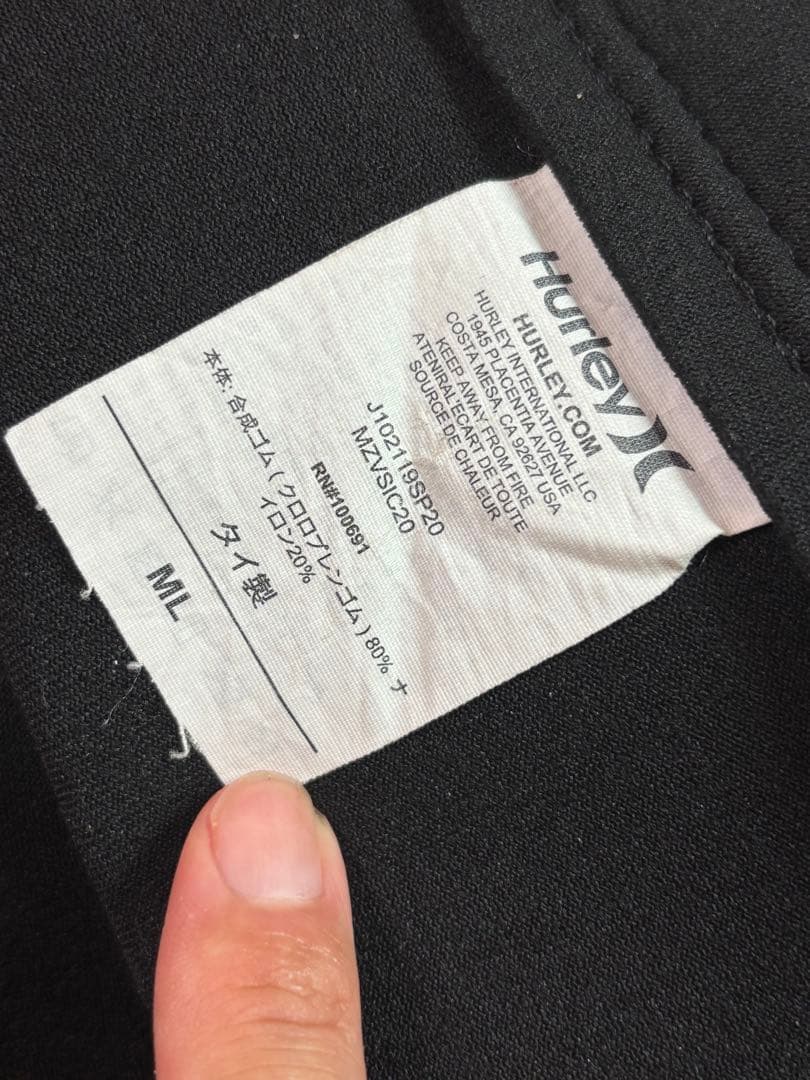 Hurley
HURLEY.COM
HURLEY INTERNATIONAL LLC
1945 PLACENTIA AVENUE
COSTA MESA, CA 92627 USA
KEEP AWAY FROM FIRE
ATENIRALECART DE TOUTE
SOURCE DE CHALEUR
J102119SP20
MZVSIC20
RN#100691
本体: 合成ゴム ( クロロプレンゴム ) 80% ナ
イロン20%
タイ製
ML